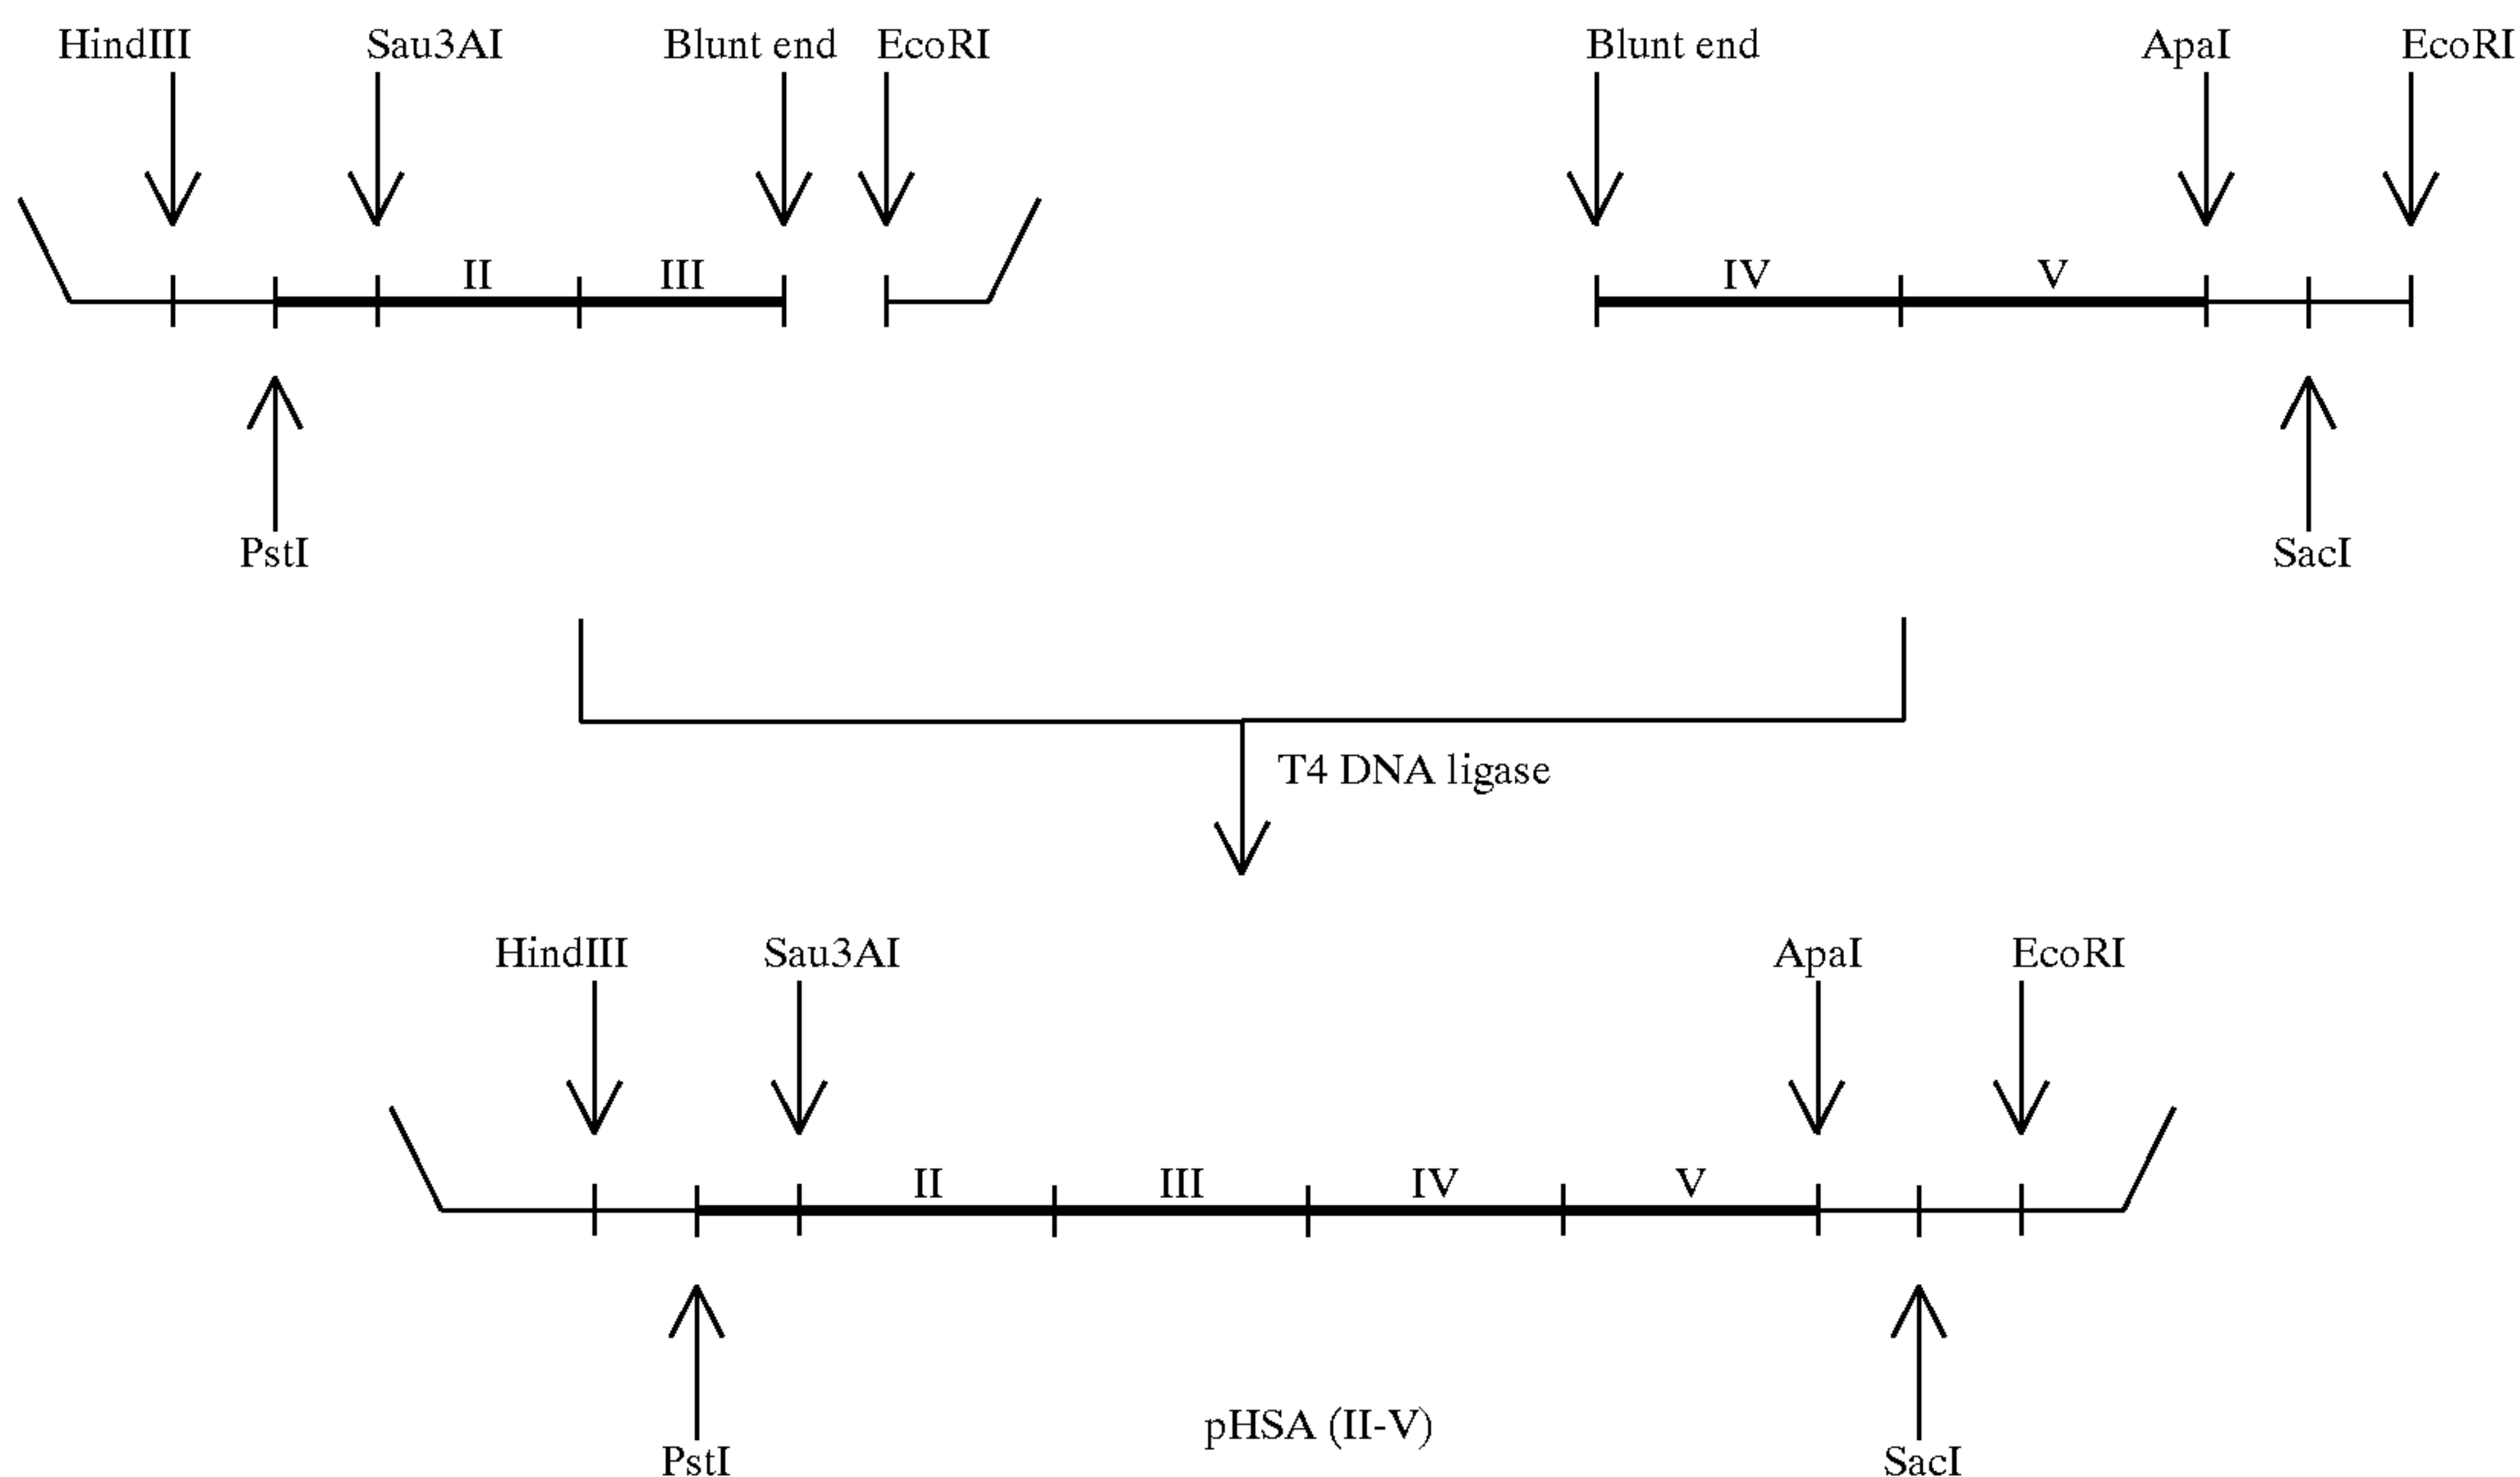 HindIII Sau3AI Blunt end EcoRI Blunt end ApaI EcoRI
II III IV V
PstI SacI
T4 DNA ligase
HindIII Sau3AI ApaI EcoRI
II III IV V
pHSA (II-V)
PstI SacI